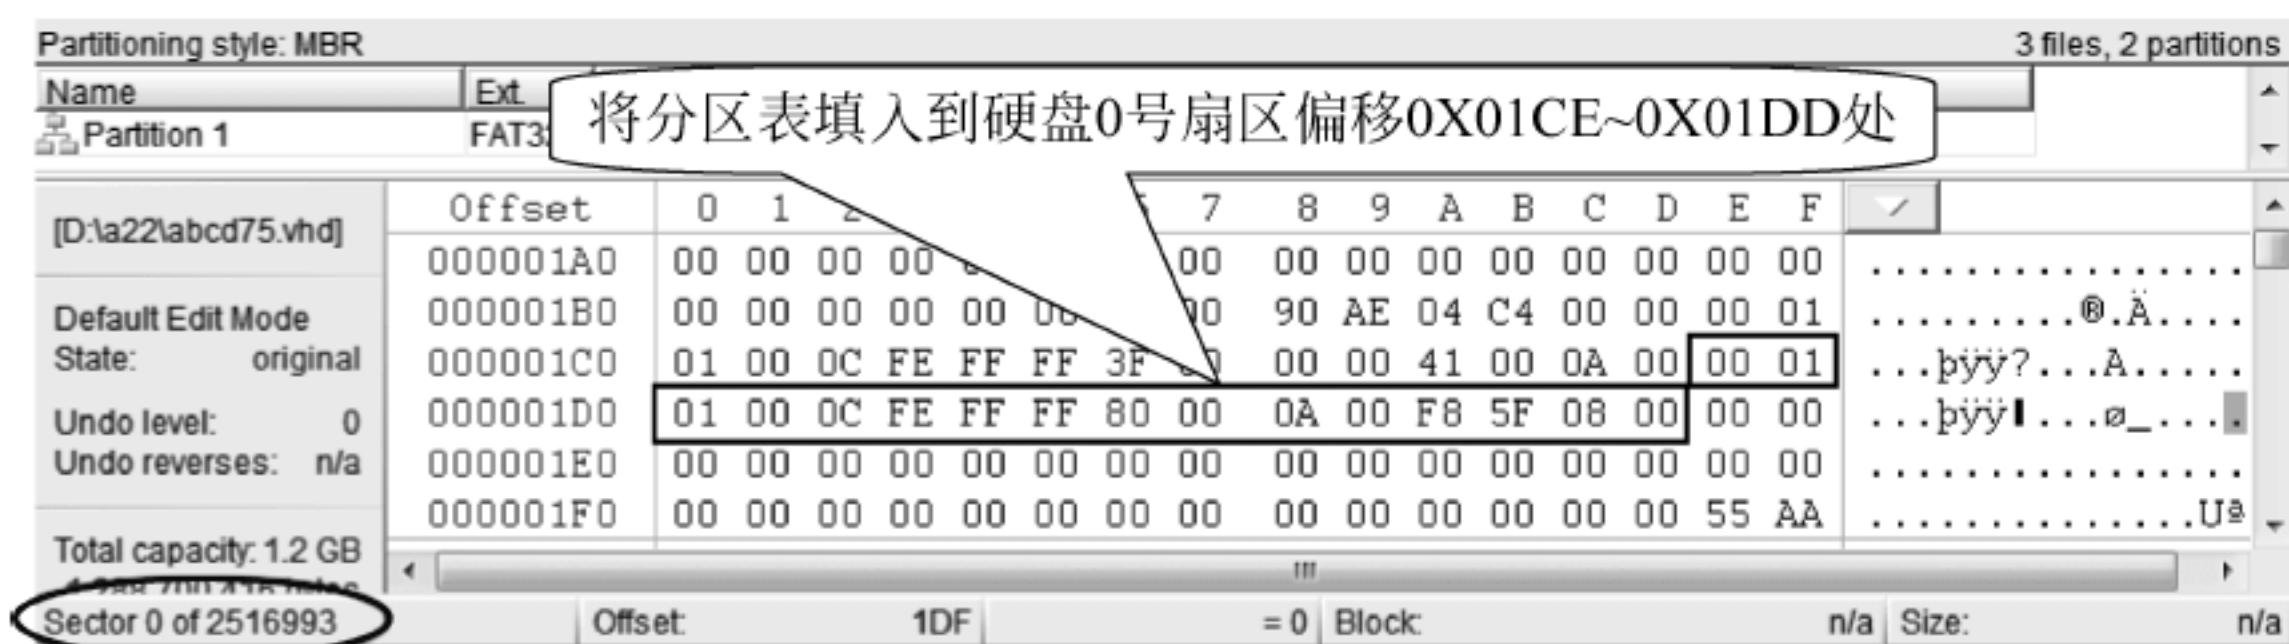 Partitioning style: MBR 3 files, 2 partitions
Name Ext.
Partition 1 FAT3
将分区表填入到硬盘0号扇区偏移0X01CE~0X01DD处
[D:\a22\abcd75.vhd]
Default Edit Mode
State: original
Undo level: 0
Undo reverses: n/a
Total capacity: 1.2 GB
Offset 0 1 2 7 8 9 A B C D E F
000001A0 00 00 00 00 00 00 00 00 00 00 00 00 00 ................
000001B0 00 00 00 00 00 90 AE 04 C4 00 00 00 01 .........®.Ä....
000001C0 01 00 0C FE FF FF 3F 00 00 41 00 0A 00 00 01 ...þÿÿ?...A.....
000001D0 01 00 0C FE FF FF 80 00 0A 00 F8 5F 08 00 00 00 ...þÿÿ▌...ø_....
000001E0 00 00 00 00 00 00 00 00 00 00 00 00 00 00 00 00 ................
000001F0 00 00 00 00 00 00 00 00 00 00 00 00 00 00 55 AA ..............Uª
Sector 0 of 2516993 Offset: 1DF = 0 Block: n/a Size: n/a